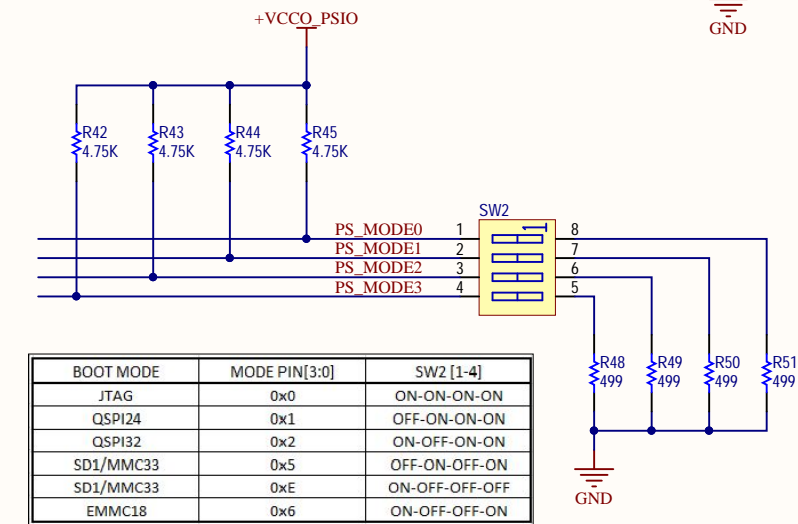 +VCCO_PSIO
GND
R42 R43 R44 R45
4.75K 4.75K 4.75K 4.75K
SW2
PS_MODE0 1 1 8
PS_MODE1 2 7
PS_MODE2 3 6
PS_MODE3 4 5
R48 R49 R50 R51
499 499 499 499
GND
BOOT MODE MODE PIN[3:0] SW2 [1-4]
JTAG 0x0 ON-ON-ON-ON
QSPI24 0x1 OFF-ON-ON-ON
QSPI32 0x2 ON-OFF-ON-ON
SD1/MMC33 0x5 OFF-ON-OFF-ON
SD1/MMC33 0xE ON-OFF-OFF-OFF
EMMC18 0x6 ON-OFF-OFF-ON